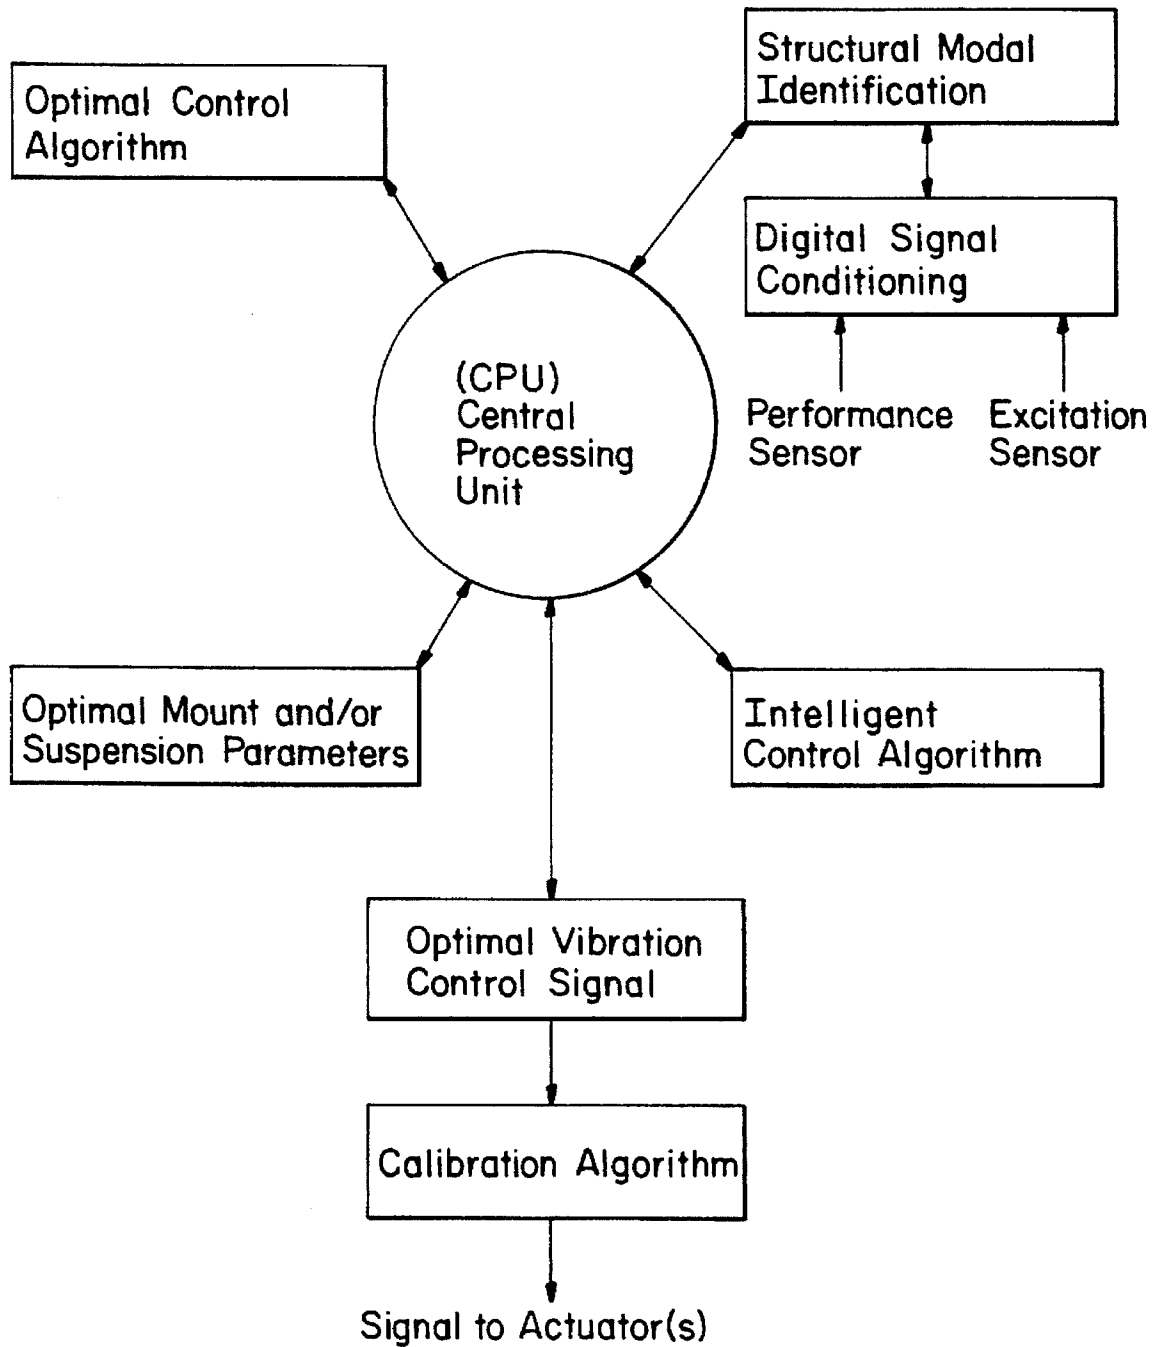 Optimal Control
Algorithm
Structural Modal
Identification
Digital Signal
Conditioning
Performance
Sensor
Excitation
Sensor
(CPU)
Central
Processing
Unit
Optimal Mount and/or
Suspension Parameters
Intelligent
Control Algorithm
Optimal Vibration
Control Signal
Calibration Algorithm
Signal to Actuator(s)